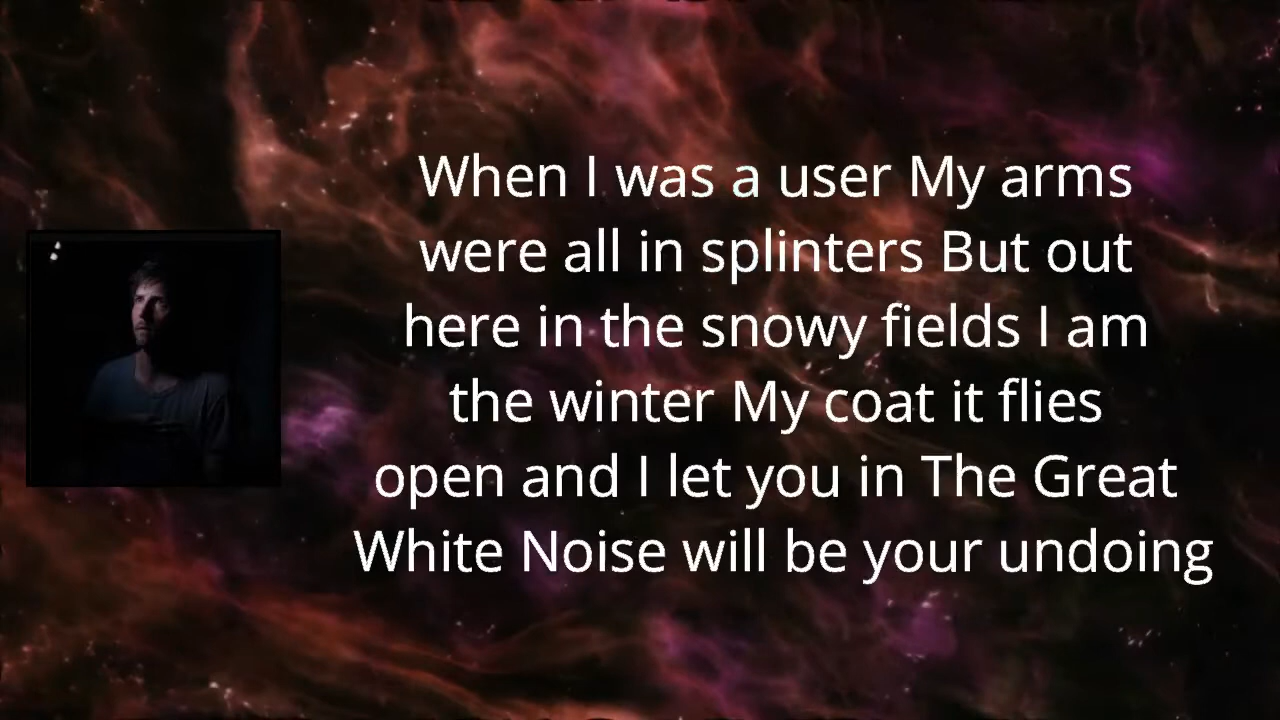 When I was a user My arms
were all in splinters But out
here in the snowy fields I am
the winter My coat it flies
open and I let you in The Great
White Noise will be your undoing